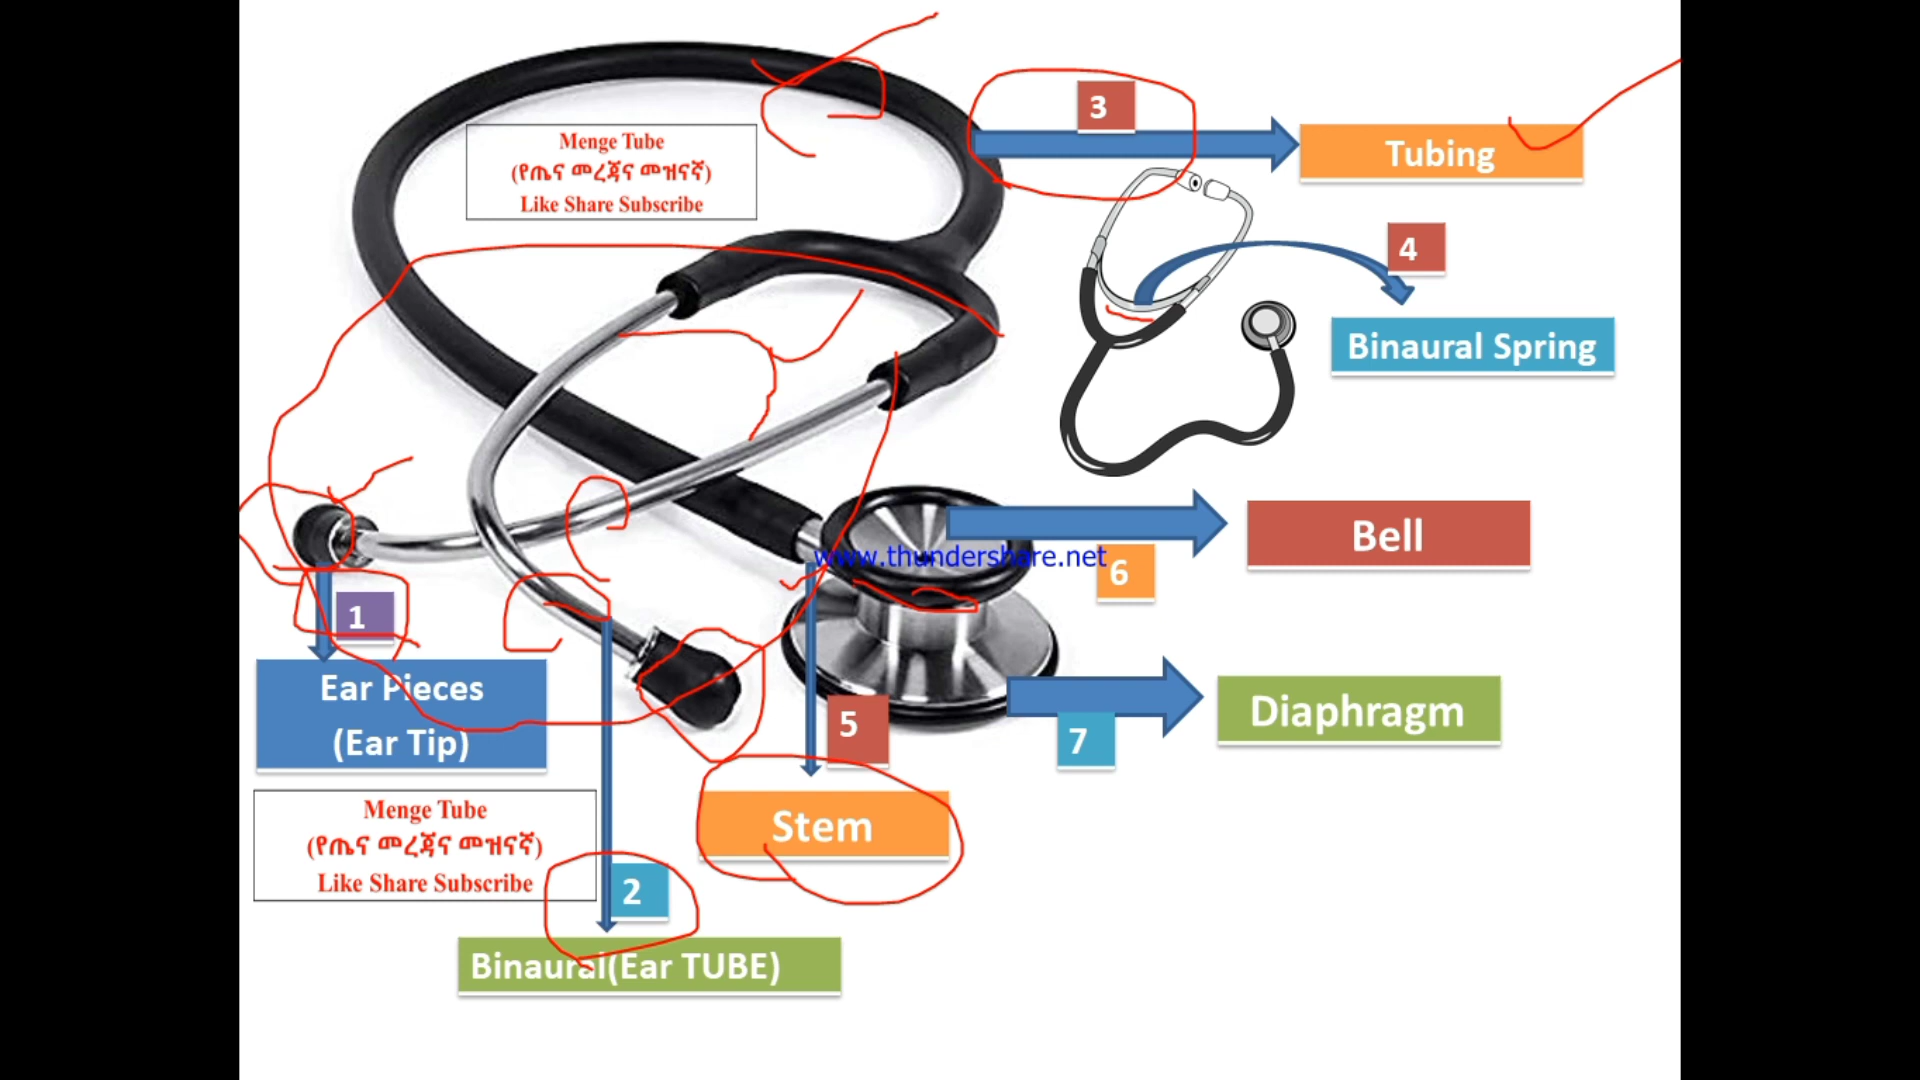 3
Tubing
Menge Tube
(የጤና መረጃና መዝናኛ)
Like Share Subscribe
4
Binaural Spring
Bell
www.thundershare.net
6
1
Ear Pieces
(Ear Tip)
5
7
Diaphragm
Menge Tube
(የጤና መረጃና መዝናኛ)
Like Share Subscribe
Stem
2
Binaural(Ear TUBE)